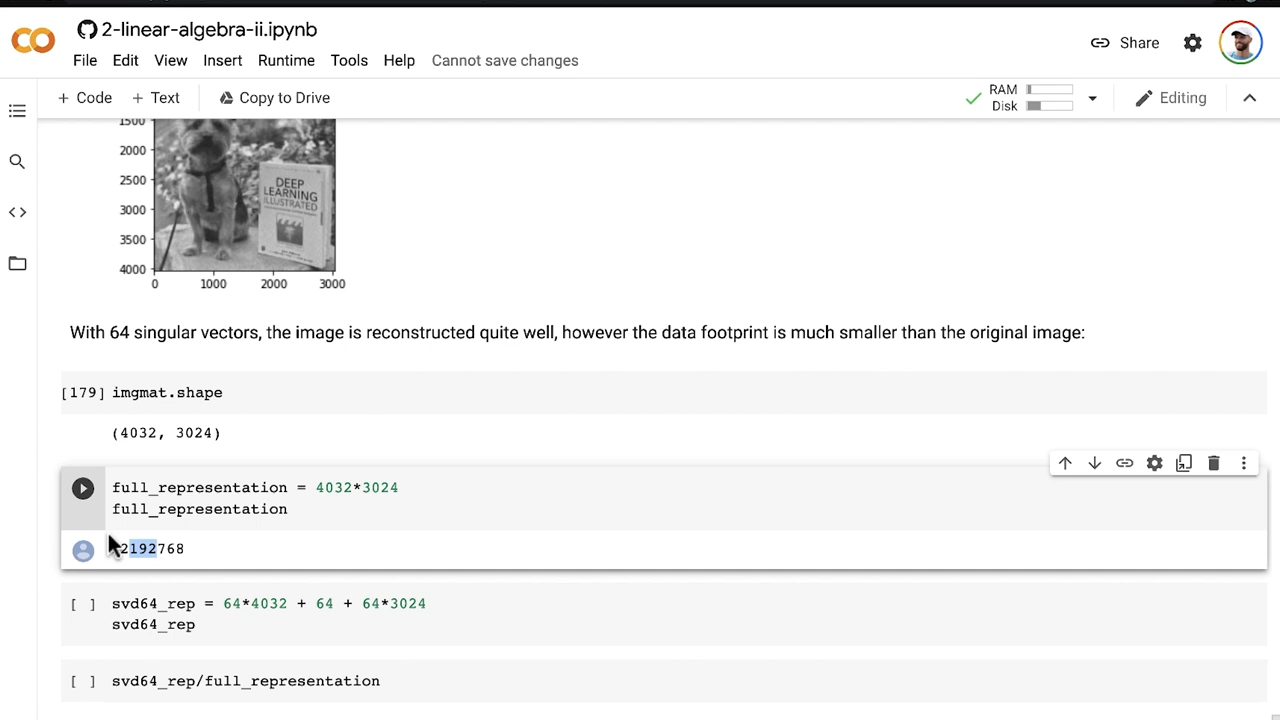 2-linear-algebra-ii.ipynb
File Edit View Insert Runtime Tools Help Cannot save changes
Share
+ Code + Text Copy to Drive
RAM
Disk
Editing
1500
2000
2500
3000
3500
4000
0 1000 2000 3000
DEEP
LEARNING
ILLUSTRATED
With 64 singular vectors, the image is reconstructed quite well, however the data footprint is much smaller than the original image:
[179] imgmat.shape
(4032, 3024)
full_representation = 4032*3024
full_representation
2192768
[ ] svd64_rep = 64*4032 + 64 + 64*3024
svd64_rep
[ ] svd64_rep/full_representation